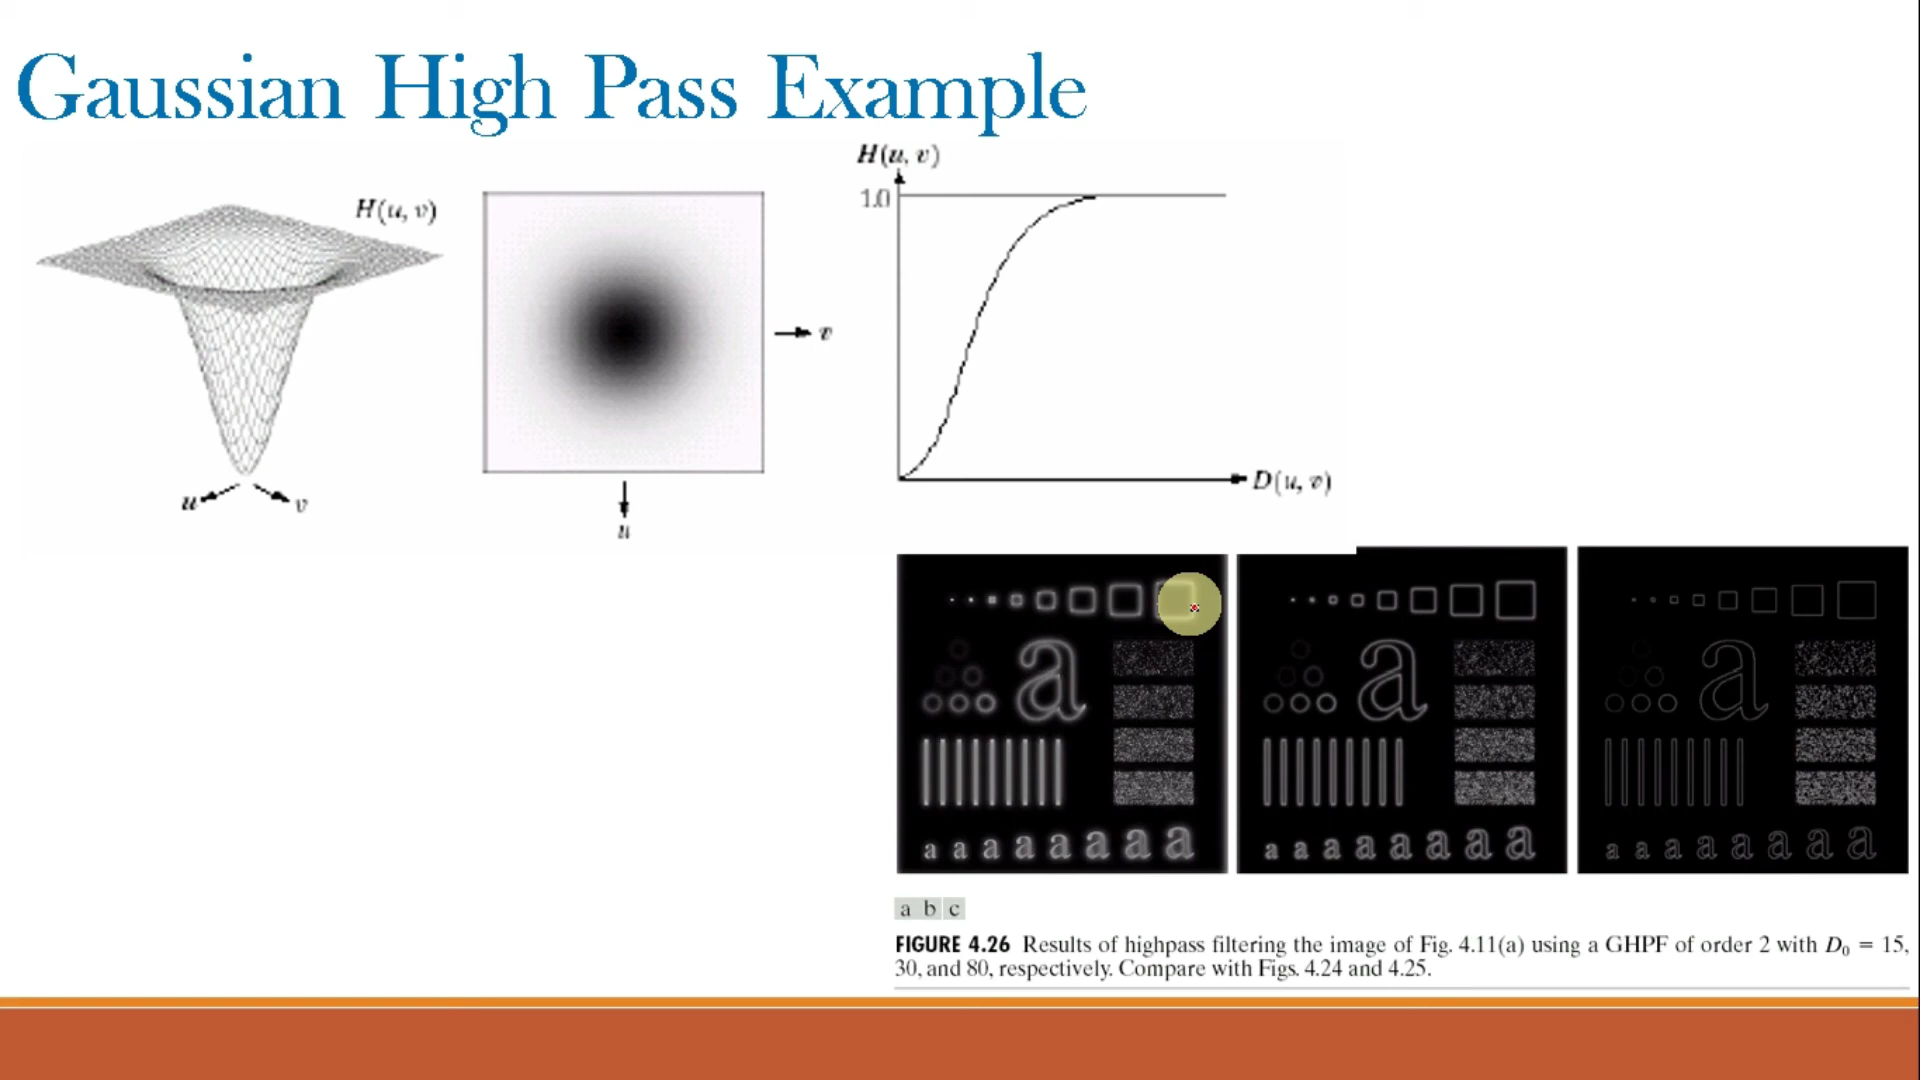 Gaussian High Pass Example
H(u, v)
u
v
v
u
H(u, v)
1.0
D(u, v)
a
a a a a a a a a
a
a a a a a a a a
a
a a a a a a a a
a b c
FIGURE 4.26 Results of highpass filtering the image of Fig. 4.11(a) using a GHPF of order 2 with D₀ = 15,
30, and 80, respectively. Compare with Figs. 4.24 and 4.25.